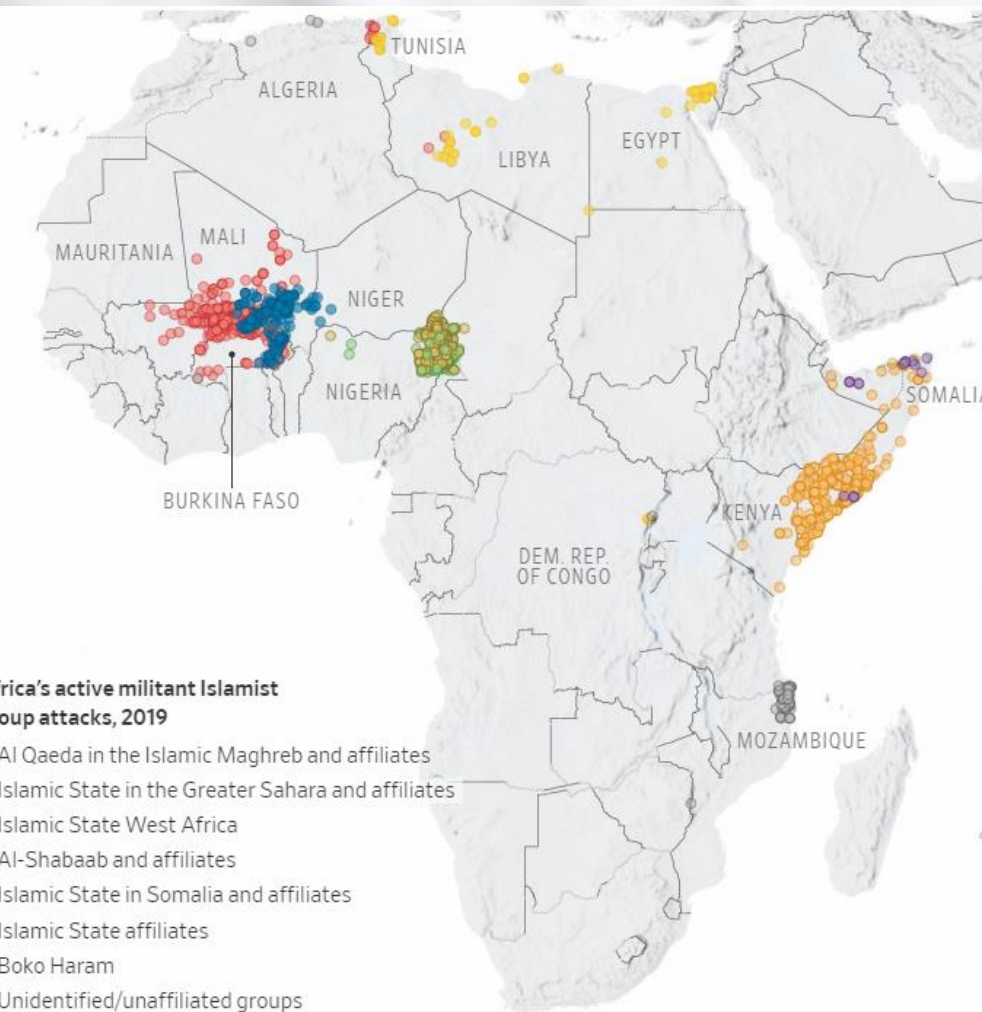 TUNISIA
ALGERIA
LIBYA
EGYPT
MALI
MAURITANIA
NIGER
NIGERIA
SOMALI
BURKINA FASO
KENYA
DEM. REP.
OF CONGO
MOZAMBIQUE
frica's active militant Islamist
oup attacks, 2019
Al Qaeda in the Islamic Maghreb and affiliates
Islamic State in the Greater Sahara and affiliates
Islamic State West Africa
Al-Shabaab and affiliates
Islamic State in Somalia and affiliates
Islamic State affiliates
Boko Haram
Unidentified/unaffiliated groups